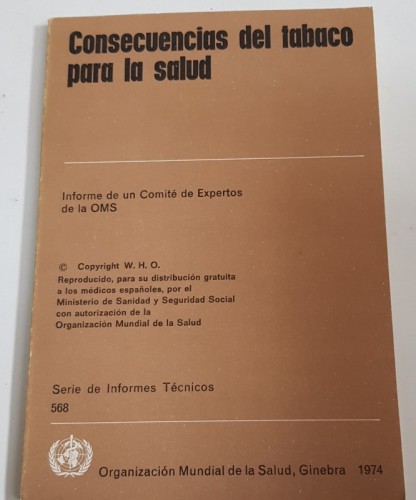 Consecuencias del tabaco
para la salud
Informe de un Comité de Expertos
de la OMS
© Copyright W. H. O.
Reproducido, para su distribución gratuita
a los médicos españoles, por el
Ministerio de Sanidad y Seguridad Social
con autorización de la
Organización Mundial de la Salud
Serie de Informes Técnicos
568
Organización Mundial de la Salud, Ginebra 1974